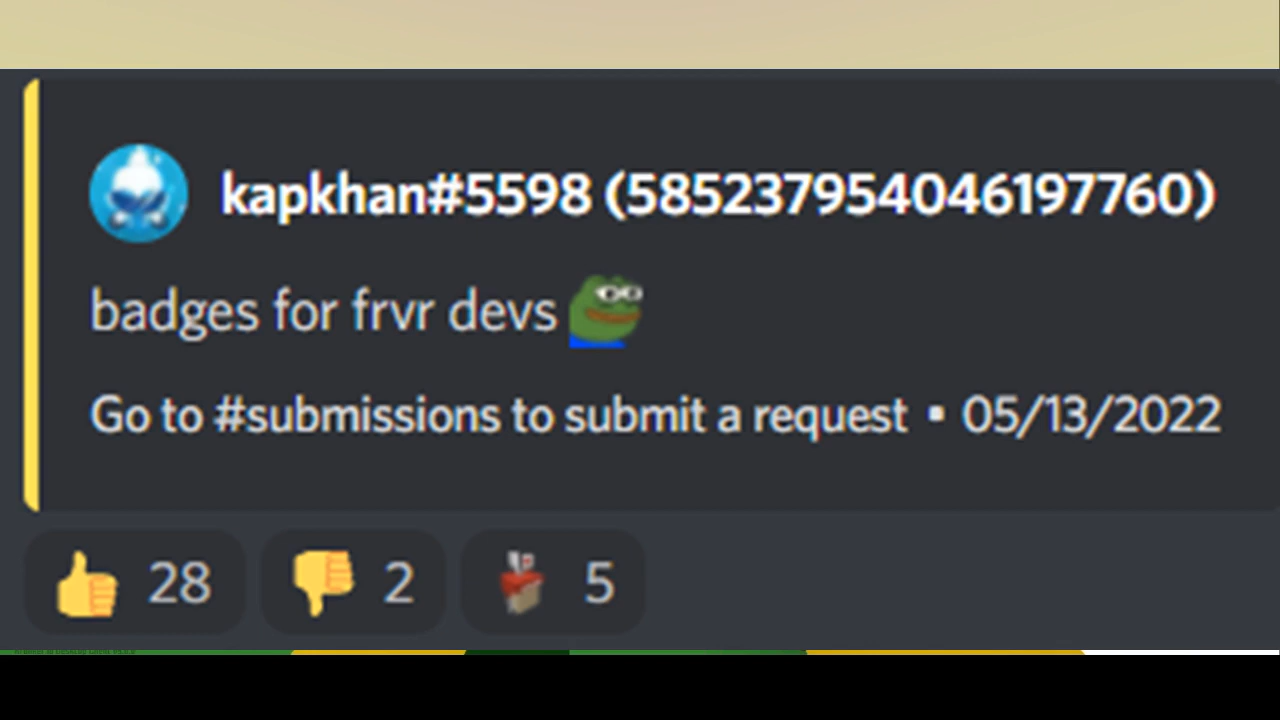 kapkhan#5598 (585237954046197760)
badges for frvr devs
Go to #submissions to submit a request ▪ 05/13/2022
28 2 5